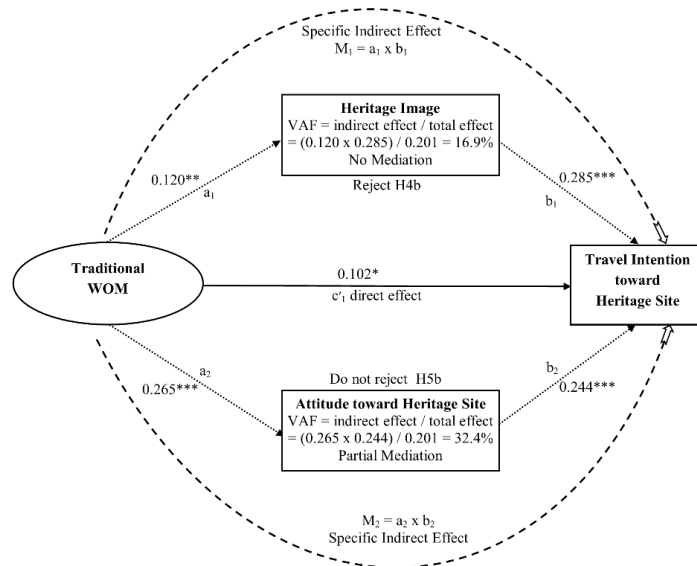 Specific Indirect Effect
M₁ = a₁ x b₁
Heritage Image
VAF = indirect effect / total effect
= (0.120 x 0.285) / 0.201 = 16.9%
No Mediation
Reject H4b
0.120**
a₁
0.285***
b₁
Traditional
WOM
0.102*
c'₁ direct effect
Travel Intention
toward
Heritage Site
a₂
0.265***
b₂
0.244***
Do not reject H5b
Attitude toward Heritage Site
VAF = indirect effect / total effect
= (0.265 x 0.244) / 0.201 = 32.4%
Partial Mediation
M₂ = a₂ x b₂
Specific Indirect Effect